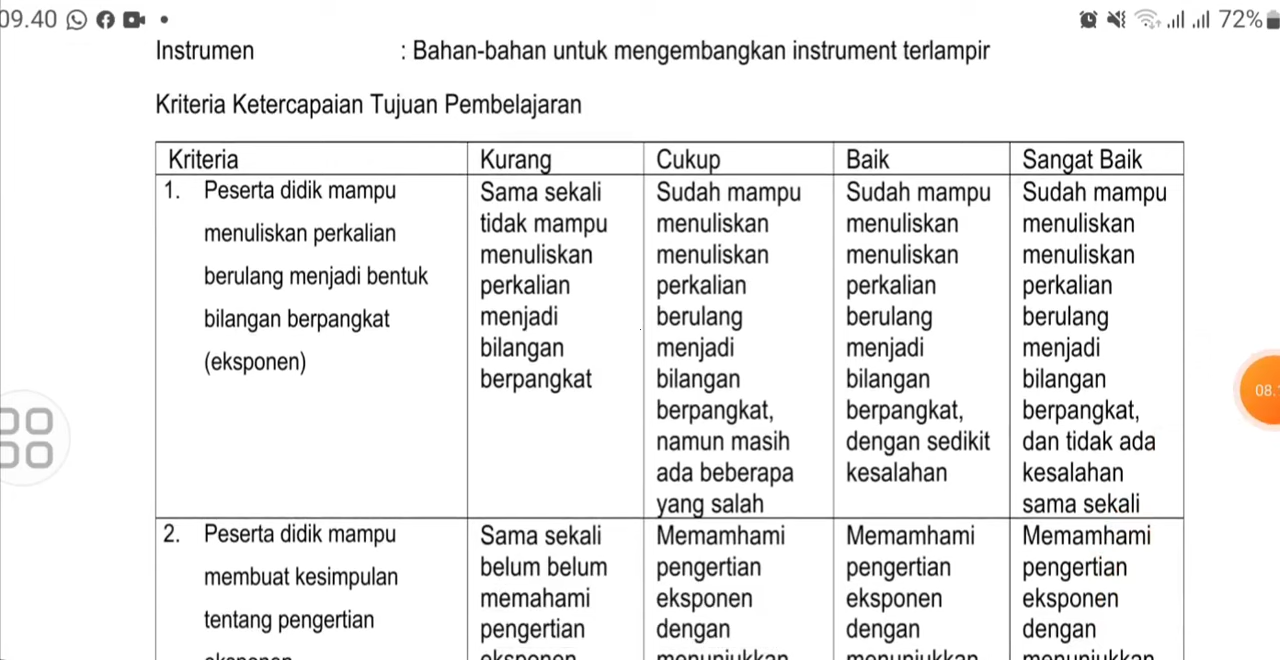 09.40 72%
Instrumen : Bahan-bahan untuk mengembangkan instrument terlampir
Kriteria Ketercapaian Tujuan Pembelajaran
Kriteria Kurang Cukup Baik Sangat Baik
1. Peserta didik mampu Sama sekali Sudah mampu Sudah mampu Sudah mampu
menuliskan perkalian tidak mampu menuliskan menuliskan menuliskan
berulang menjadi bentuk menuliskan menuliskan menuliskan menuliskan
bilangan berpangkat perkalian perkalian perkalian perkalian
(eksponen) menjadi berulang berulang berulang
bilangan menjadi menjadi menjadi
berpangkat bilangan bilangan bilangan
berpangkat, berpangkat, berpangkat,
namun masih dengan sedikit dan tidak ada
ada beberapa kesalahan kesalahan
yang salah sama sekali
2. Peserta didik mampu Sama sekali Memamhami Memamhami Memamhami
membuat kesimpulan belum belum pengertian pengertian pengertian
tentang pengertian memahami eksponen eksponen eksponen
pengertian dengan dengan dengan
eksponen eksponen menunjukkan menunjukkan menunjukkan